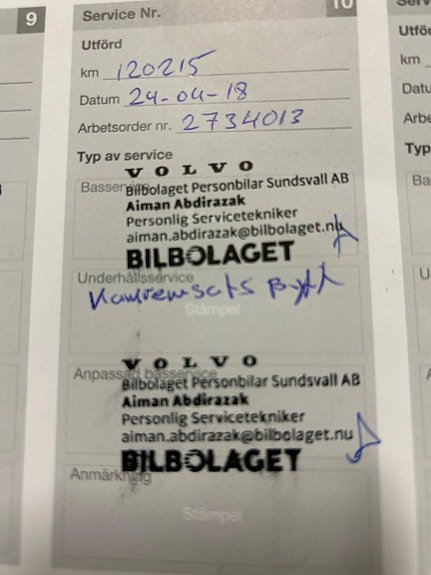 9
Service Nr.
10
Utförd
km 120215
Datum 24-04-18
Arbetsorder nr. 2734013
Typ av service
VOLVO
Basservice
Bilbolaget Personbilar Sundsvall AB
Aiman Abdirazak
Personlig Servicetekniker
aiman.abdirazak@bilbolaget.nu
BILBOLAGET
Underhållsservice
Kamremsats Bytt
Stämpel
VOLVO
Anpassad basservice
Bilbolaget Personbilar Sundsvall AB
Aiman Abdirazak
Personlig Servicetekniker
aiman.abdirazak@bilbolaget.nu
BILBOLAGET
Anmärkning
Stämpel
km